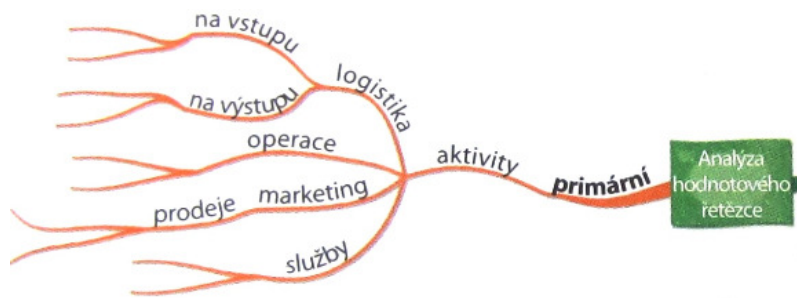 na vstupu
na výstupu
logistika
operace
aktivity
primární
Analýza
hodnotového
řetězce
prodeje
marketing
služby